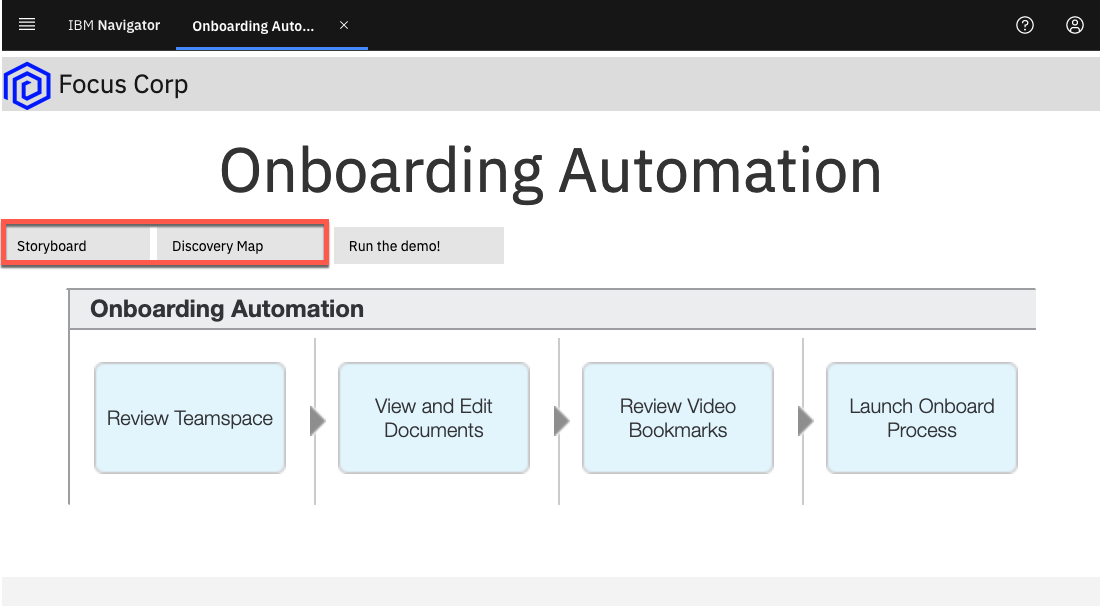 IBM Navigator
Onboarding Auto...
Focus Corp
Onboarding Automation
Storyboard
Discovery Map
Run the demo!
Onboarding Automation
Review Teamspace
View and Edit
Documents
Review Video
Bookmarks
Launch Onboard
Process